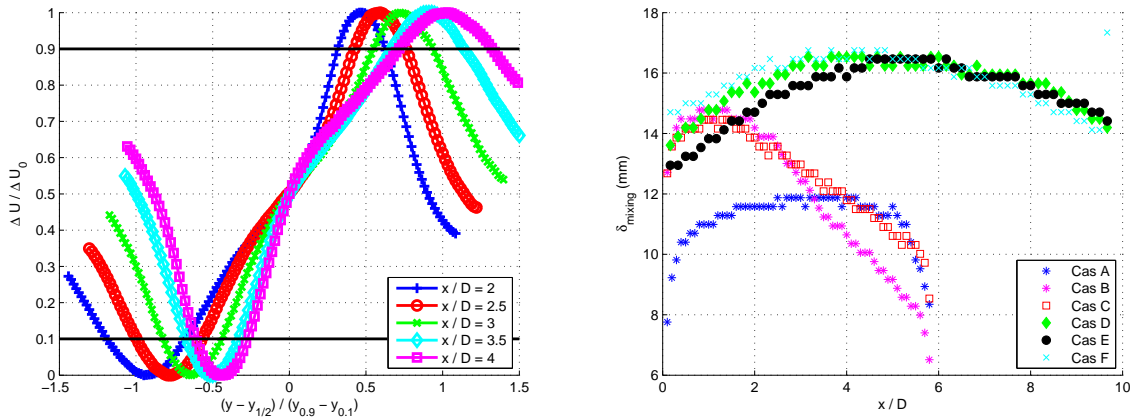 1
0.9
0.8
0.7
0.6
0.5
0.4
0.3
0.2
0.1
0
Δ U / Δ U0
−1.5 −1 −0.5 0 0.5 1 1.5
(y − y1/2) / (y0.9 − y0.1)
x / D = 2
x / D = 2.5
x / D = 3
x / D = 3.5
x / D = 4
18
16
14
12
10
8
6
δmixing (mm)
0 2 4 6 8 10
x / D
Cas A
Cas B
Cas C
Cas D
Cas E
Cas F